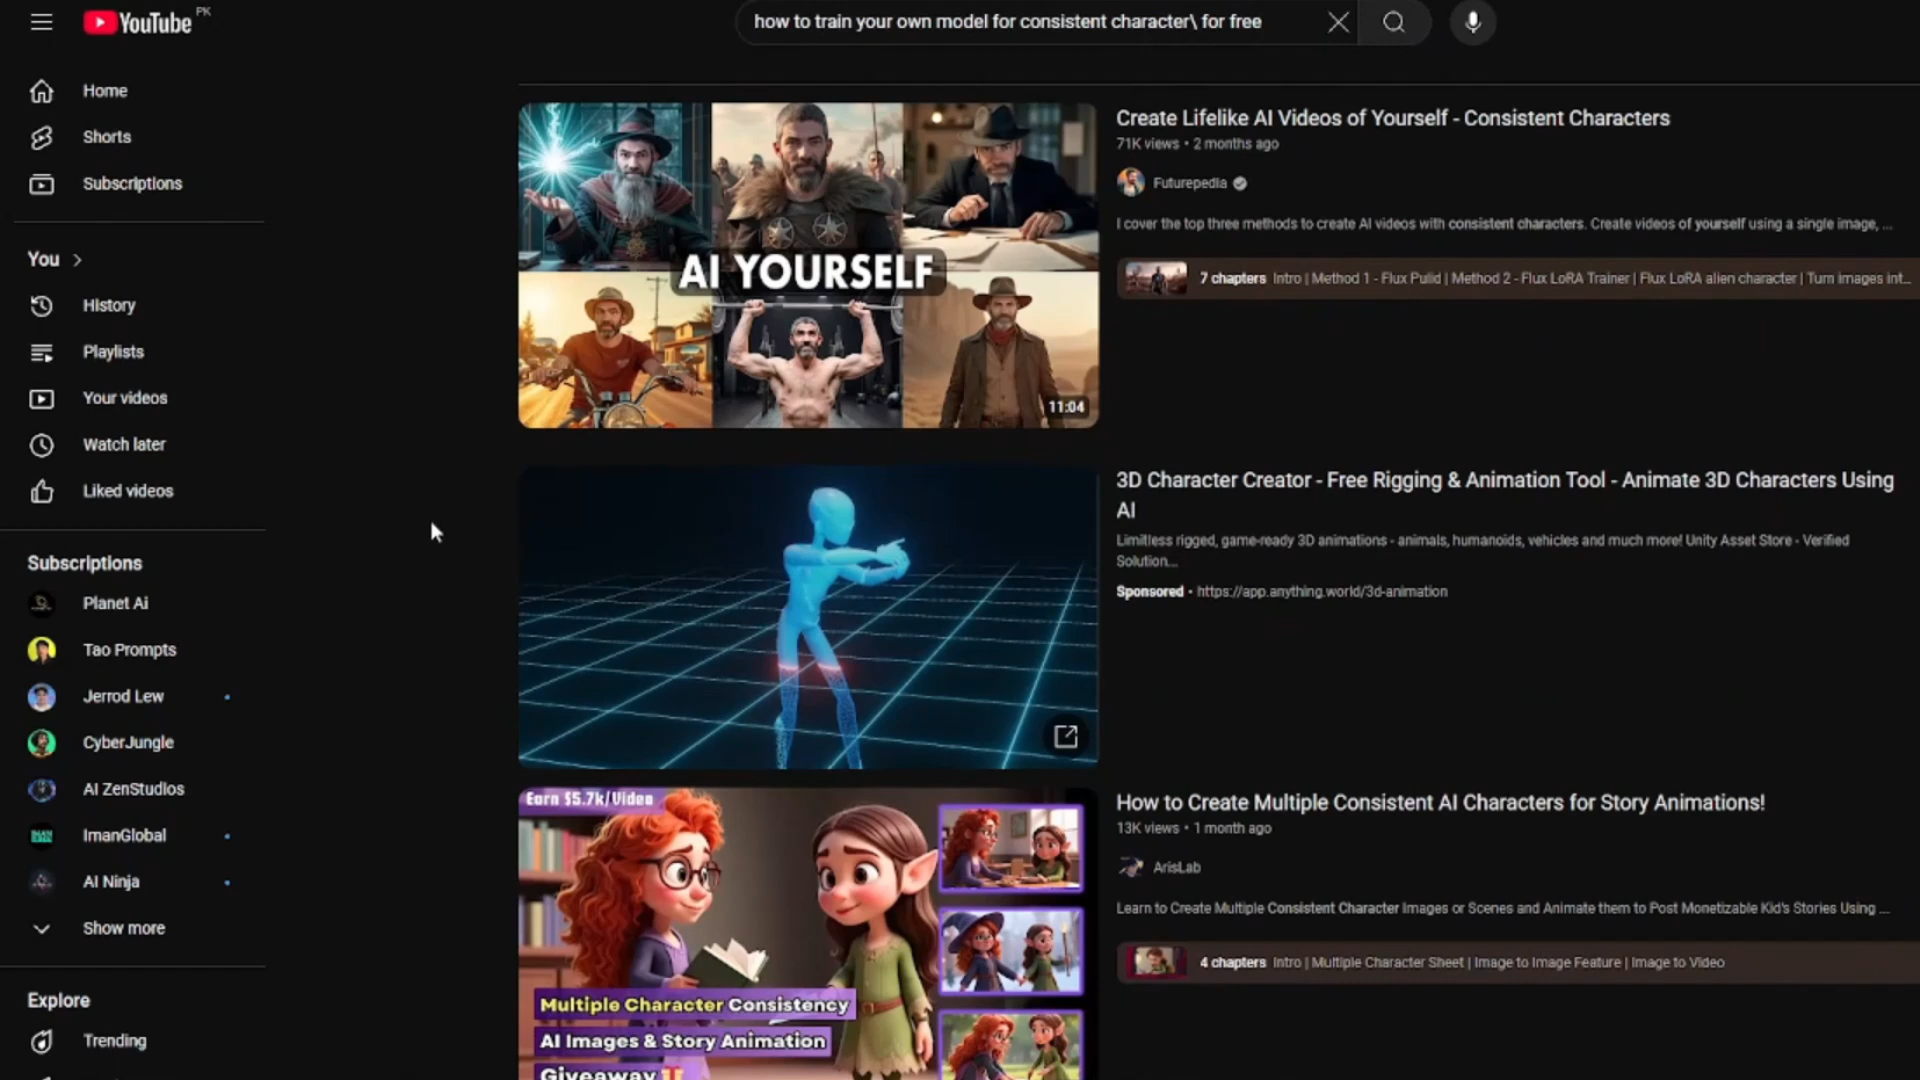 YouTube PK
how to train your own model for consistent character\ for free
Home
Shorts
Subscriptions
You
History
Playlists
Your videos
Watch later
Liked videos
Subscriptions
Planet Ai
Tao Prompts
Jerrod Lew
CyberJungle
AI ZenStudios
ImanGlobal
AI Ninja
Show more
Explore
Trending
AI YOURSELF
11:04
Create Lifelike AI Videos of Yourself - Consistent Characters
71K views • 2 months ago
Futurepedia
I cover the top three methods to create AI videos with consistent characters. Create videos of yourself using a single image, ...
7 chapters Intro | Method 1 - Flux Pulid | Method 2 - Flux LoRA Trainer | Flux LoRA alien character | Turn images int...
3D Character Creator - Free Rigging & Animation Tool - Animate 3D Characters Using
AI
Limitless rigged, game-ready 3D animations - animals, humanoids, vehicles and much more! Unity Asset Store - Verified
Solution...
Sponsored • https://app.anything.world/3d-animation
Earn $5.7k/Video
Multiple Character Consistency
AI Images & Story Animation
Giveaway
How to Create Multiple Consistent AI Characters for Story Animations!
13K views • 1 month ago
ArisLab
Learn to Create Multiple Consistent Character Images or Scenes and Animate them to Post Monetizable Kid's Stories Using ...
4 chapters Intro | Multiple Character Sheet | Image to Image Feature | Image to Video